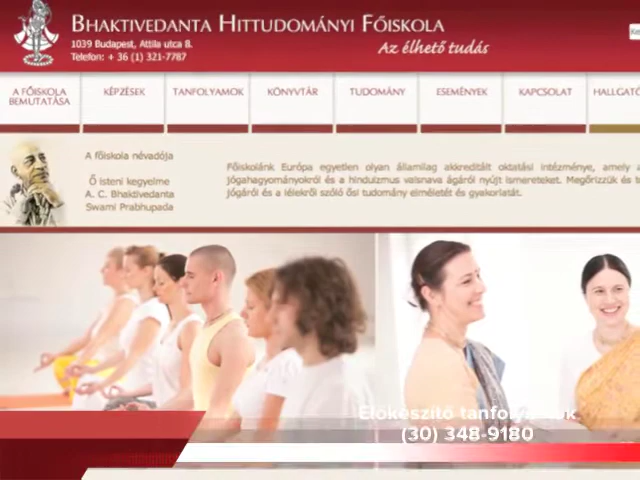 Bhaktivedanta Hittudományi Főiskola
1039 Budapest, Attila utca 8.
Telefon: + 36 (1) 321-7787
Az élhető tudás
A FŐISKOLA BEMUTATÁSA
KÉPZÉSEK
TANFOLYAMOK
KÖNYVTÁR
TUDOMÁNY
ESEMÉNYEK
KAPCSOLAT
HALLGATÓ
A főiskola névadója
Ő isteni kegyelme
A. C. Bhaktivedanta
Swami Prabhupada
Főiskolánk Európa egyetlen olyan államilag akkreditált oktatási intézménye, amely a
jógahagyományokról és a hinduizmus vaisnava ágáról nyújt ismereteket. Megőrizzük és
jógáról és a lélekről szóló ősi tudomány elméletét és gyakorlatát.
Előkészítő tanfolyamok
(30) 348-9180